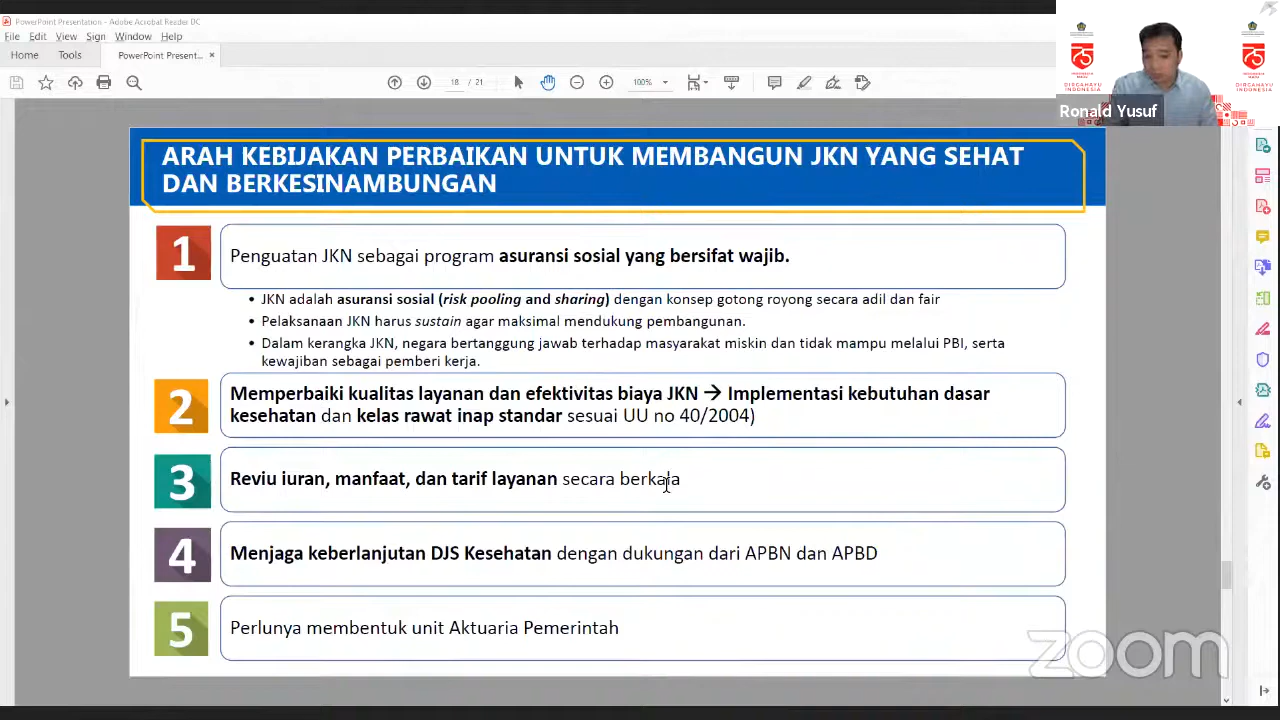 PowerPoint Presentation - Adobe Acrobat Reader DC
File Edit View Sign Window Help
Home Tools PowerPoint Present... ×
18 / 21 100%
DIRGAHAYU
INDONESIA
DIRGAHAYU
INDONESIA
Ronald Yusuf
ARAH KEBIJAKAN PERBAIKAN UNTUK MEMBANGUN JKN YANG SEHAT
DAN BERKESINAMBUNGAN
1
Penguatan JKN sebagai program asuransi sosial yang bersifat wajib.
• JKN adalah asuransi sosial (risk pooling and sharing) dengan konsep gotong royong secara adil dan fair
• Pelaksanaan JKN harus sustain agar maksimal mendukung pembangunan.
• Dalam kerangka JKN, negara bertanggung jawab terhadap masyarakat miskin dan tidak mampu melalui PBI, serta
kewajiban sebagai pemberi kerja.
2
Memperbaiki kualitas layanan dan efektivitas biaya JKN → Implementasi kebutuhan dasar
kesehatan dan kelas rawat inap standar sesuai UU no 40/2004)
3
Reviu iuran, manfaat, dan tarif layanan secara berkala
4
Menjaga keberlanjutan DJS Kesehatan dengan dukungan dari APBN dan APBD
5
Perlunya membentuk unit Aktuaria Pemerintah
zoom